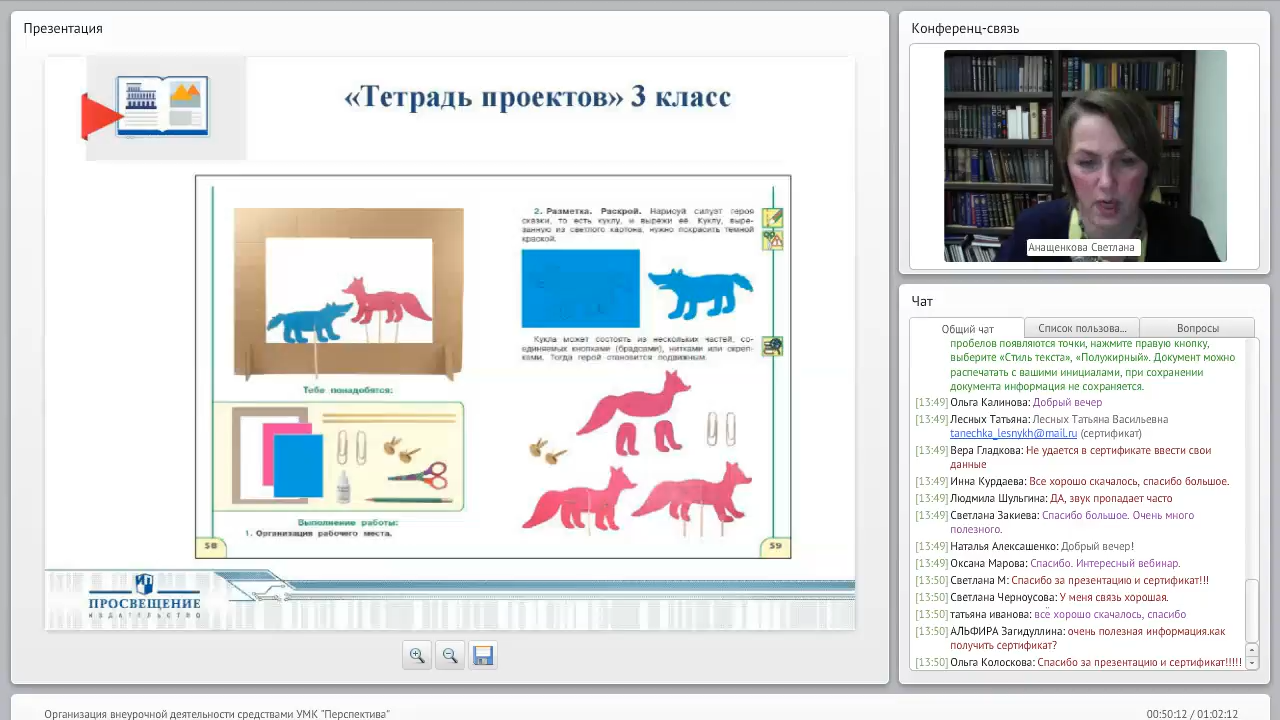 Презентация
«Тетрадь проектов» 3 класс
2. Разметка. Раскрой. Нарисуй силуэт героя
сказки, то есть куклу, и вырежи её. Куклу, выре-
занную из светлого картона, нужно покрасить тёмной
краской.
Кукла может состоять из нескольких частей, со-
единяемых кнопками (брадсами), нитками или скреп-
ками. Тогда герой становится подвижным.
Тебе понадобятся:
Выполнение работы:
1. Организация рабочего места.
58
59
ПРОСВЕЩЕНИЕ
ИЗДАТЕЛЬСТВО
Конференц-связь
Анащенкова Светлана
Чат
Общий чат
Список пользова...
Вопросы
пробелов появляются точки, нажмите правую кнопку,
выберите «Стиль текста», «Полужирный». Документ можно
распечатать с вашими инициалами, при сохранении
документа информация не сохраняется.
[13:49] Ольга Калинова: Добрый вечер
[13:49] Лесных Татьяна: Лесных Татьяна Васильевна
tanechka_lesnykh@mail.ru (сертификат)
[13:49] Вера Гладкова: Не удается в сертификате ввести свои
данные
[13:49] Инна Курдаева: Все хорошо скачалось, спасибо большое.
[13:49] Людмила Шульгина: ДА, звук пропадает часто
[13:49] Светлана Закиева: Спасибо большое. Очень много
полезного.
[13:49] Наталья Алексашенко: Добрый вечер!
[13:49] Оксана Марова: Спасибо. Интересный вебинар.
[13:50] Светлана М: Спасибо за презентацию и сертификат!!!
[13:50] Светлана Черноусова: У меня связь хорошая.
[13:50] татьяна иванова: всё хорошо скачалось, спасибо
[13:50] АЛЬФИРА Загидуллина: очень полезная информация.как
получить сертификат?
[13:50] Ольга Колоскова: Спасибо за презентацию и сертификат!!!!!
Организация внеурочной деятельности средствами УМК "Перспектива"
00:50:12 / 01:02:12